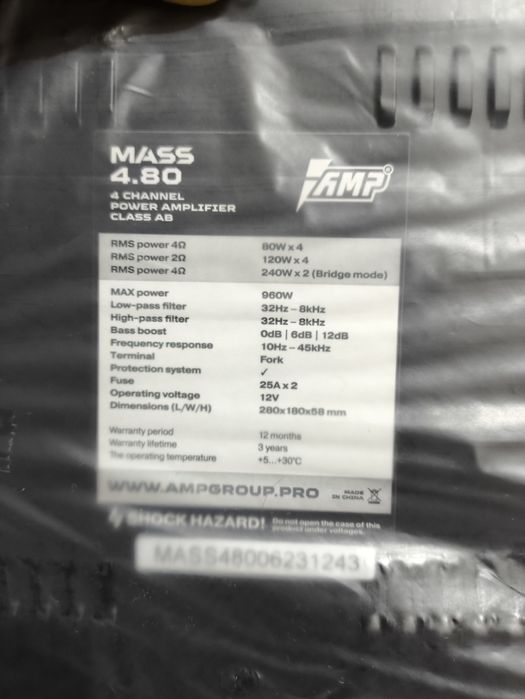 MASS
4.80
AMP®
4 CHANNEL
POWER AMPLIFIER
CLASS AB
RMS power 4Ω 80W x 4
RMS power 2Ω 120W x 4
RMS power 4Ω 240W x 2 (Bridge mode)
MAX power 960W
Low-pass filter 32Hz – 8kHz
High-pass filter 32Hz – 8kHz
Bass boost 0dB | 6dB | 12dB
Frequency response 10Hz – 45kHz
Terminal Fork
Protection system ✓
Fuse 25A x 2
Operating voltage 12V
Dimensions (L/W/H) 280x180x58 mm
Warranty period 12 months
Warranty lifetime 3 years
The operating temperature +5...+30°C
WWW.AMPGROUP.PRO
MADE
IN CHINA
SHOCK HAZARD! Do not open the case of this
product under voltages.
MASS48006231243